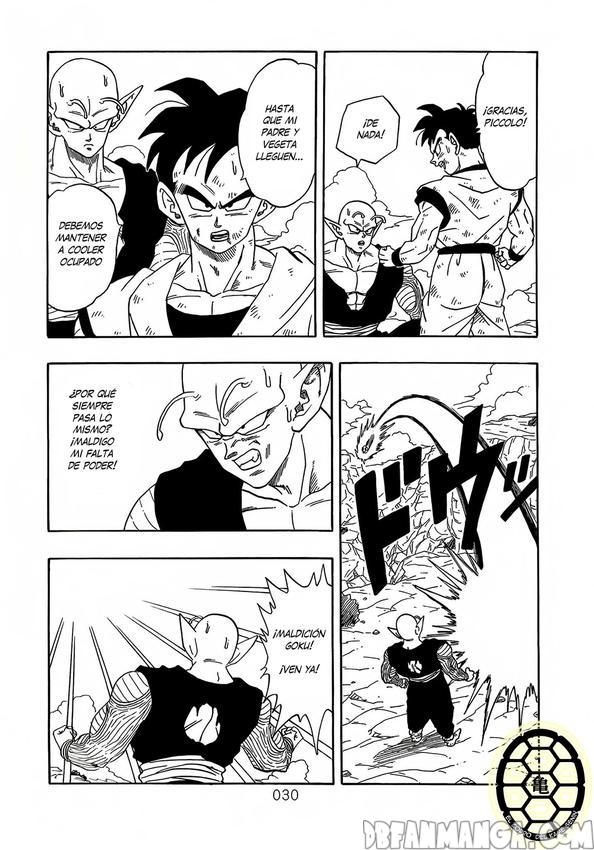 ¡GRACIAS,
PICCOLO!
¡DE
NADA!
HASTA
QUE MI
PADRE Y
VEGETA
LLEGUEN...
DEBEMOS
MANTENER
A COOLER
OCUPADO
ドウッ
¿POR QUÉ
SIEMPRE
PASA LO
MISMO?
¡MALDIGO
MI FALTA
DE PODER!
¡MALDICIÓN
GOKU!
¡VEN YA!
030
亀
DBFANMANGA.COM